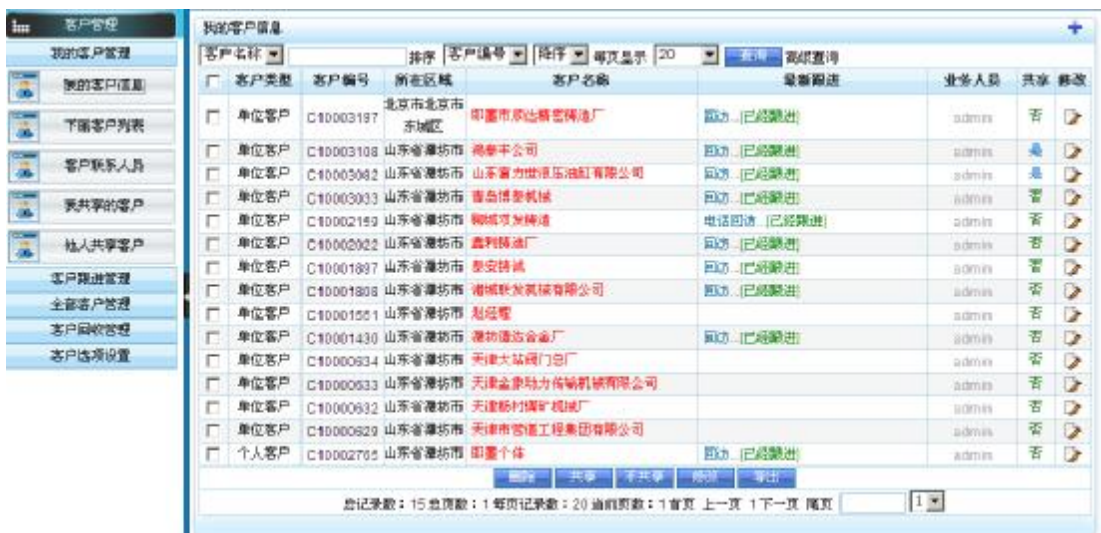 客户管理
我的客户管理
我的客户信息
下属客户列表
客户联系人员
我共享的客户
他人共享客户
客户跟进管理
全部客户管理
客户回收管理
客户选项设置
我的客户信息
客户名称 排序 客户编号 降序 每页显示 20 查询 高级查询
客户类型 客户编号 所在区域 客户名称 最新跟进 业务人员 共享 修改
单位客户 C10003197 北京市北京市东城区 即墨市顺达精密铸造厂 回访...[已经跟进] admin 否
单位客户 C10003108 山东省潍坊市 丰公司 回访...[已经跟进] admin 是
单位客户 C10003082 山东省潍坊市 山东富力世液压油缸有限公司 回访...[已经跟进] admin 是
单位客户 C10003033 山东省潍坊市 青岛博泰机械 回访...[已经跟进] admin 否
单位客户 C10002159 山东省潍坊市 聊城双发铸造 电话回访...[已经跟进] admin 否
单位客户 C10002022 山东省潍坊市 鑫利铸造厂 回访...[已经跟进] admin 否
单位客户 C10001897 山东省潍坊市 泰安铸诚 回访...[已经跟进] admin 否
单位客户 C10001808 山东省潍坊市 诸城联发机械有限公司 回访...[已经跟进] admin 否
单位客户 C10001551 山东省潍坊市 赵经理 admin 否
单位客户 C10001430 山东省潍坊市 潍坊 合金厂 回访...[已经跟进] admin 否
单位客户 C10000634 山东省潍坊市 天津大站阀门总厂 admin 否
单位客户 C10000633 山东省潍坊市 天津金康动力传输机械有限公司 admin 否
单位客户 C10000632 山东省潍坊市 天津杨村煤矿机械厂 admin 否
单位客户 C10000629 山东省潍坊市 天津市管道工程集团有限公司 admin 否
个人客户 C10002765 山东省潍坊市 即墨个体 回访...[已经跟进] admin 否
删除 共享 不共享 修改 导出
总记录数：15 总页数：1 每页记录数：20 当前页数：1 首页 上一页 1 下一页 尾页 1